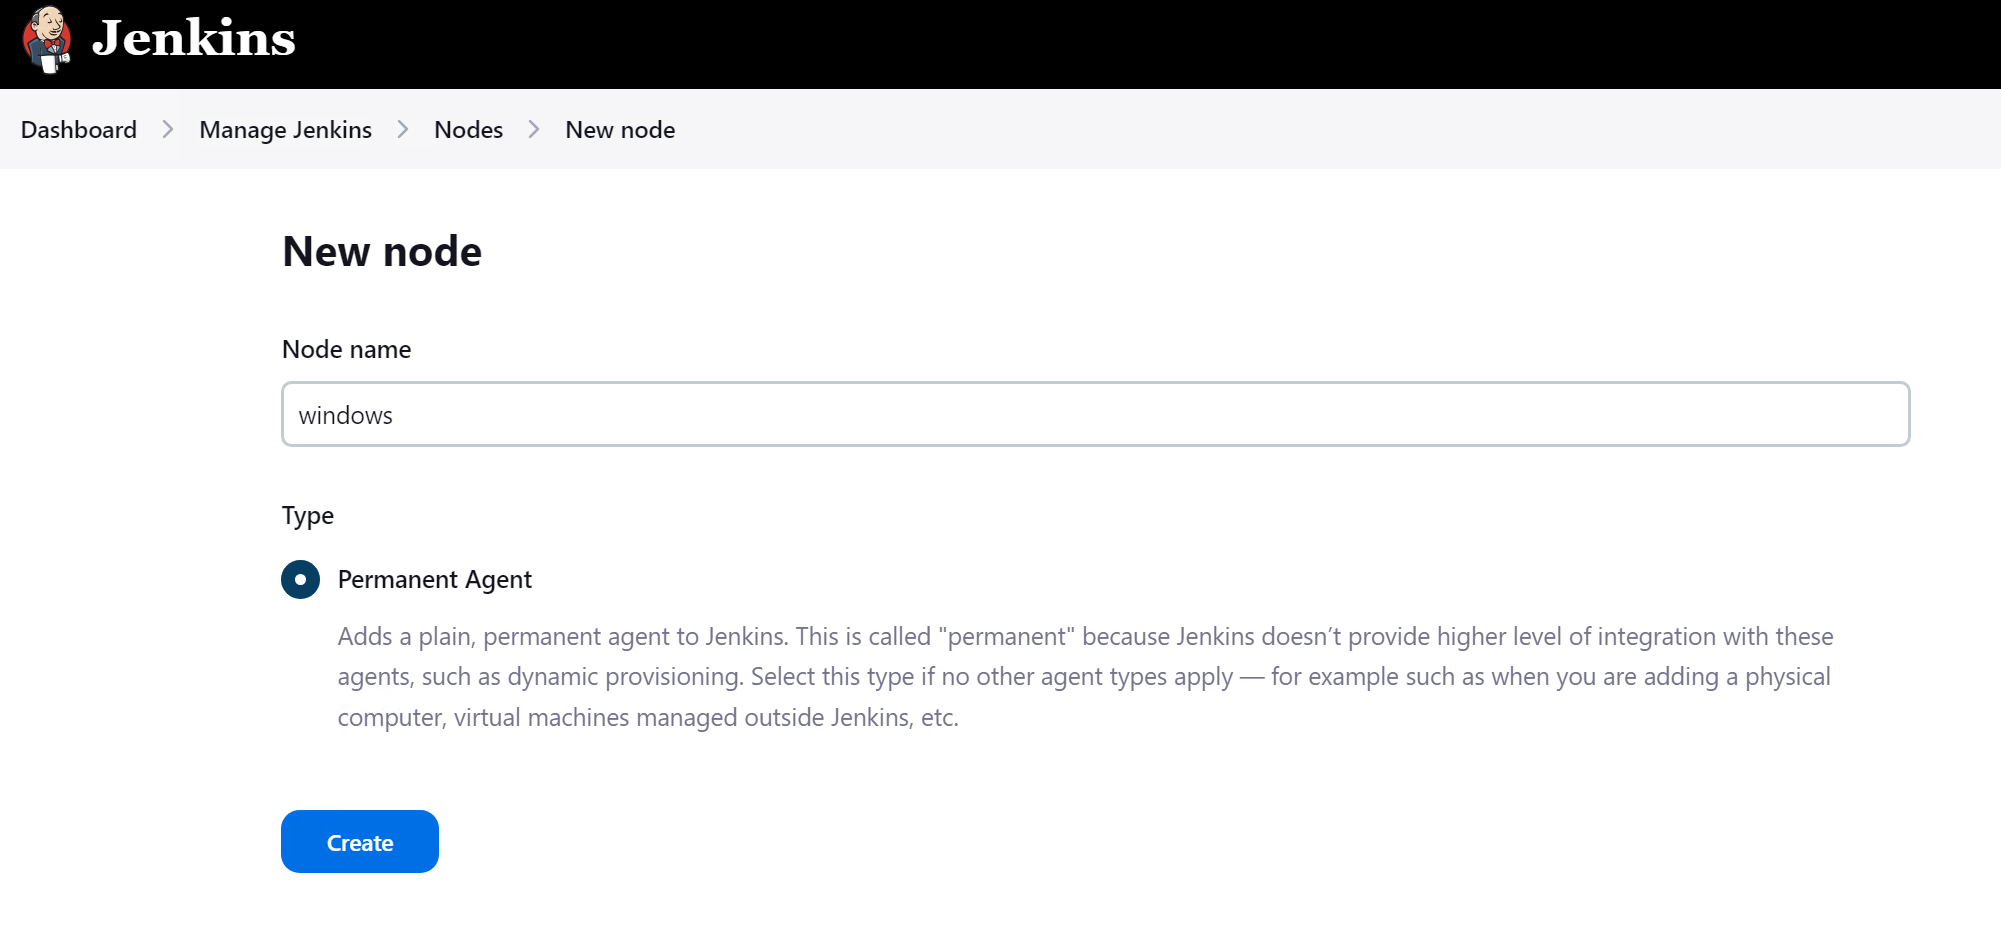 Jenkins
Dashboard > Manage Jenkins > Nodes > New node
New node
Node name
windows
Type
Permanent Agent
Adds a plain, permanent agent to Jenkins. This is called "permanent" because Jenkins doesn’t provide higher level of integration with these
agents, such as dynamic provisioning. Select this type if no other agent types apply — for example such as when you are adding a physical
computer, virtual machines managed outside Jenkins, etc.
Create